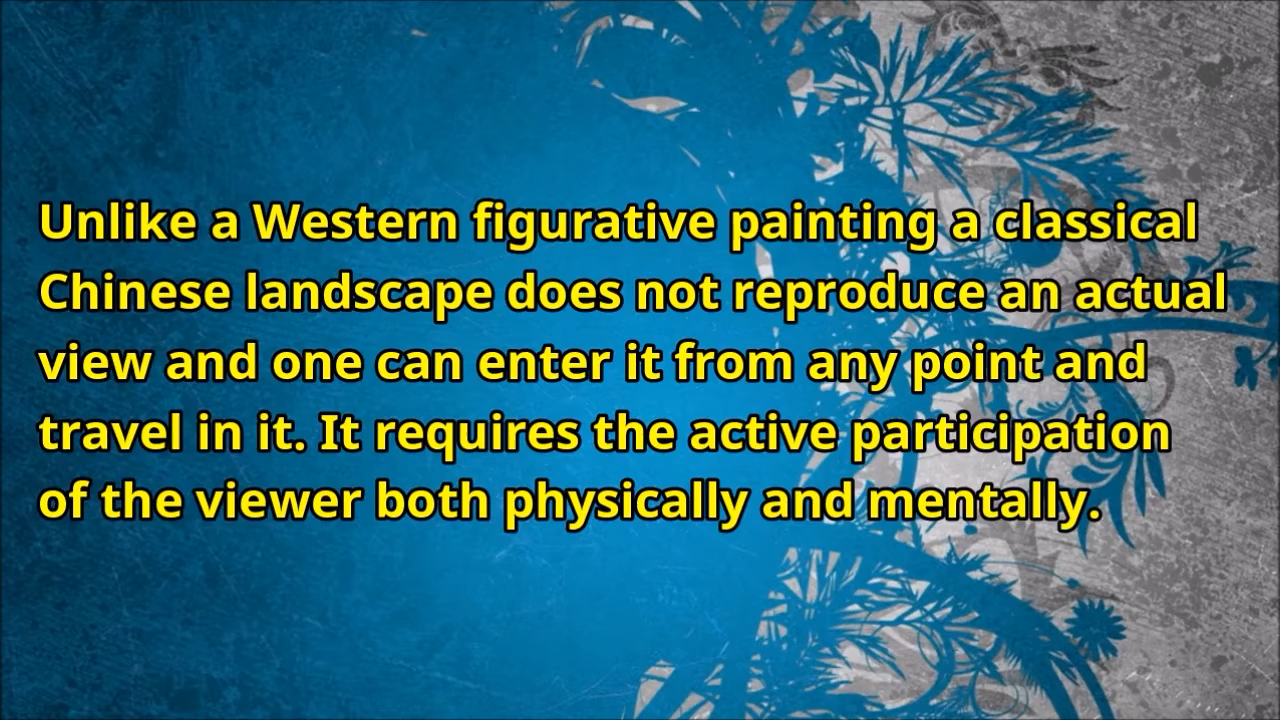 Unlike a Western figurative painting a classical
Chinese landscape does not reproduce an actual
view and one can enter it from any point and
travel in it. It requires the active participation
of the viewer both physically and mentally.